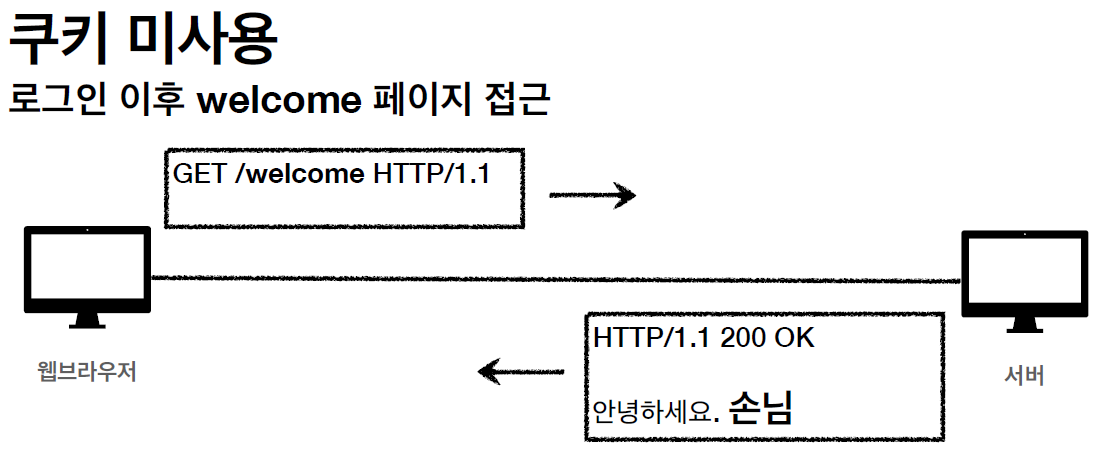 쿠키 미사용
로그인 이후 welcome 페이지 접근
GET /welcome HTTP/1.1
웹브라우저
HTTP/1.1 200 OK
안녕하세요. 손님
서버